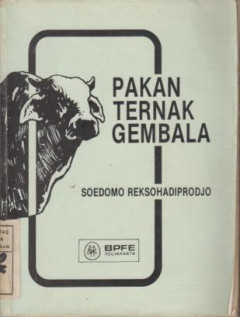 PAKAN
TERNAK
GEMBALA
SOEDOMO REKSOHADIPRODJO
BPFE
YOGYAKARTA